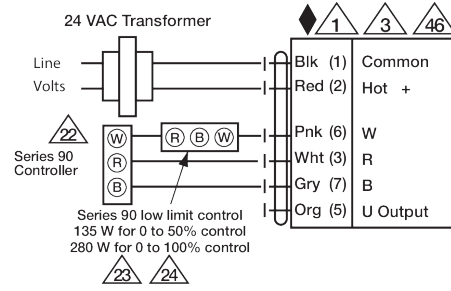 24 VAC Transformer
1 3 46
Line
Volts
Blk (1) Common
Red (2) Hot +
22
Series 90
Controller
W
R
B
R B W
Pnk (6) W
Wht (3) R
Gry (7) B
Org (5) U Output
Series 90 low limit control
135 W for 0 to 50% control
280 W for 0 to 100% control
23 24